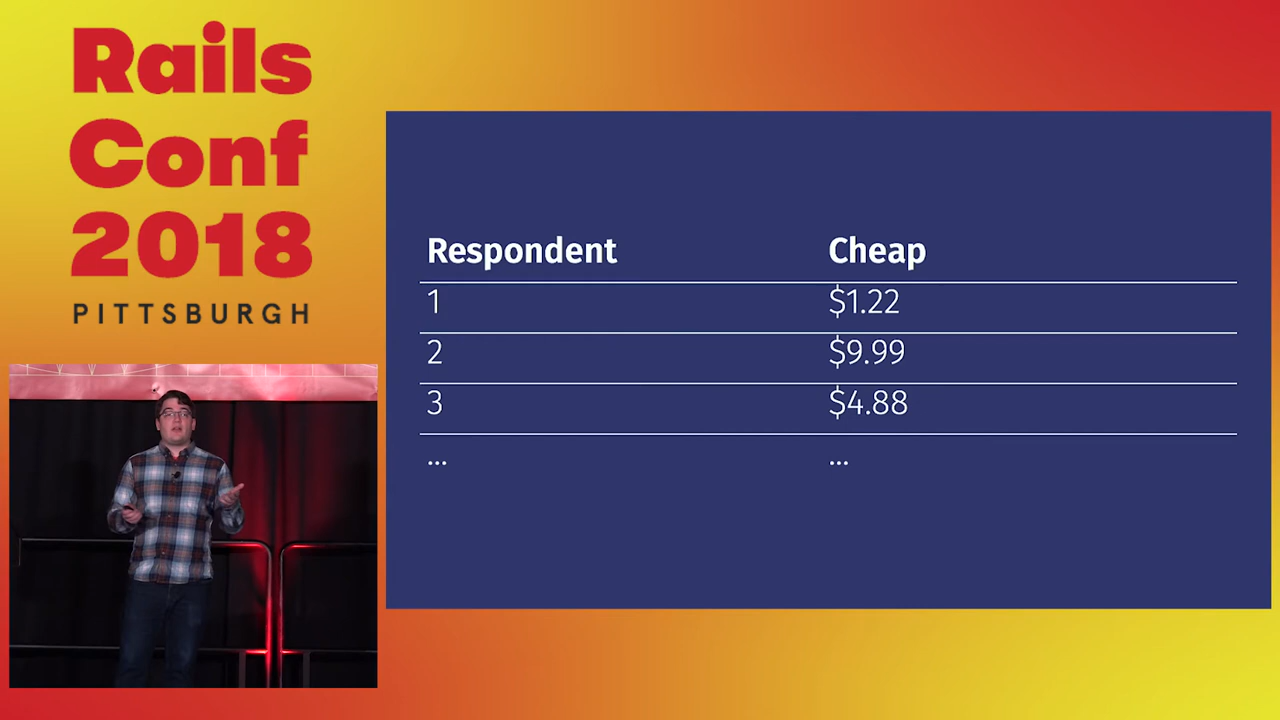 Rails
Conf
2018
PITTSBURGH
Respondent Cheap
1 $1.22
2 $9.99
3 $4.88
... ...